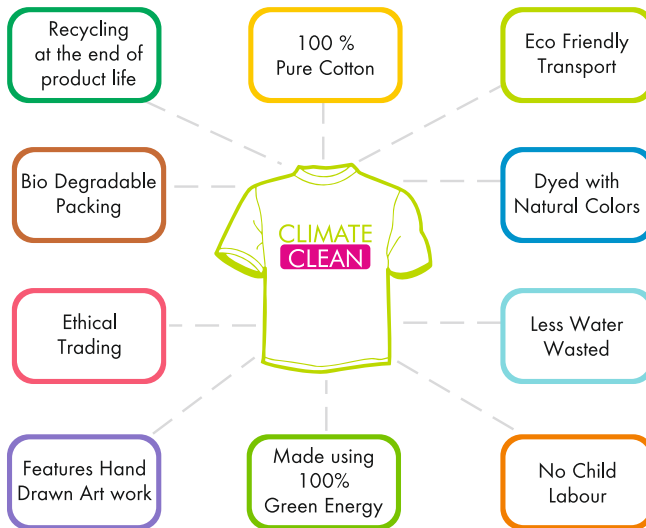 Recycling
at the end of
product life
100 %
Pure Cotton
Eco Friendly
Transport
Bio Degradable
Packing
Dyed with
Natural Colors
CLIMATE
CLEAN
Ethical
Trading
Less Water
Wasted
Features Hand
Drawn Art work
Made using
100%
Green Energy
No Child
Labour